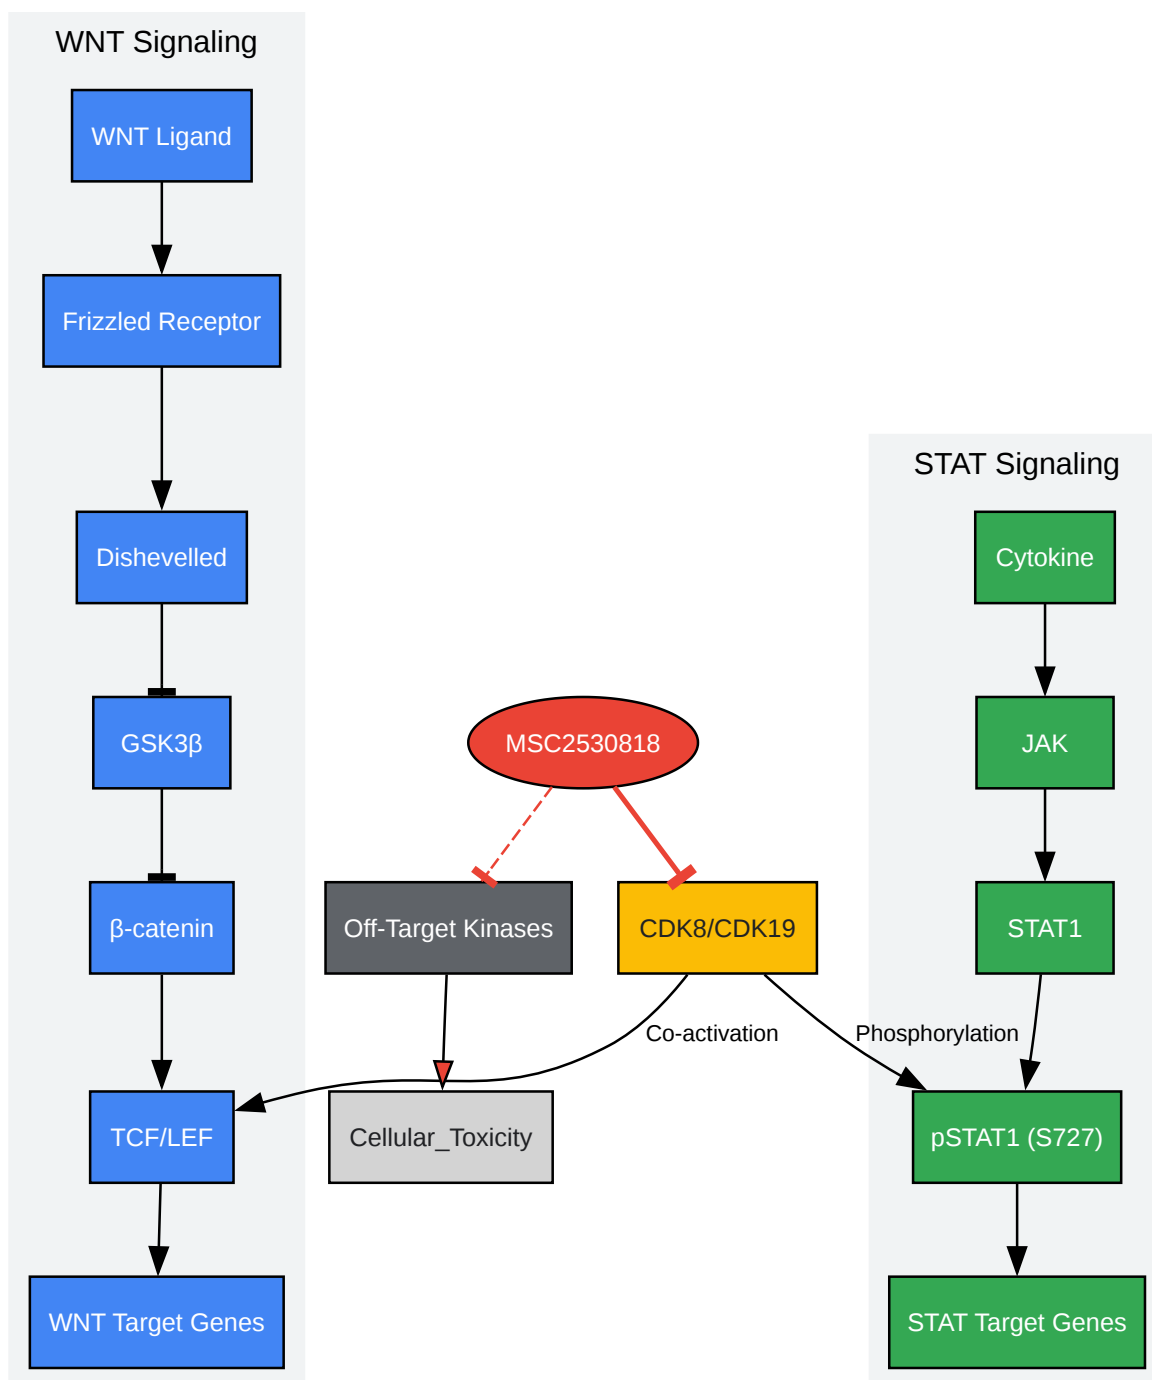 WNT Signaling
WNT Ligand
Frizzled Receptor
Dishevelled
GSK3β
β-catenin
TCF/LEF
WNT Target Genes
MSC2530818
Off-Target Kinases
CDK8/CDK19
Co-activation
Phosphorylation
Cellular_Toxicity
STAT Signaling
Cytokine
JAK
STAT1
pSTAT1 (S727)
STAT Target Genes